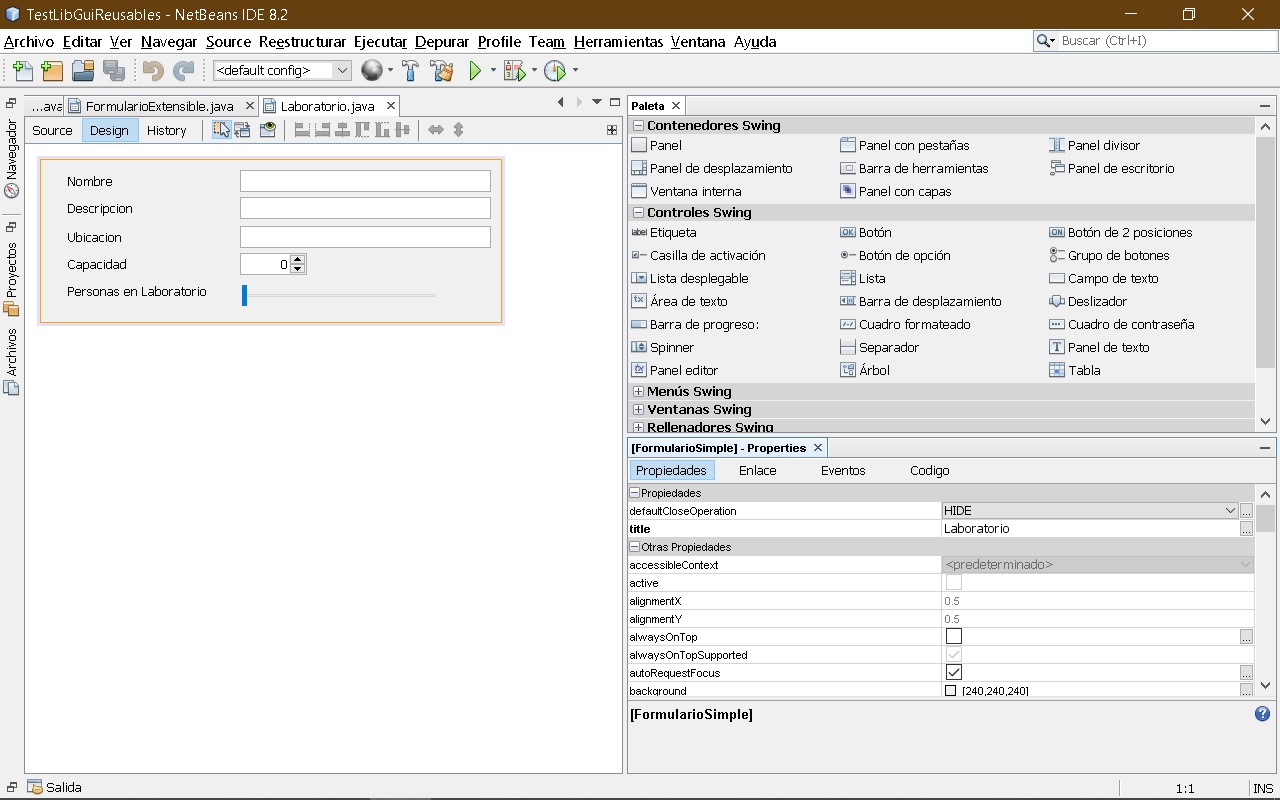 TestLibGuiReusables - NetBeans IDE 8.2
Archivo Editar Ver Navegar Source Reestructurar Ejecutar Depurar Profile Team Herramientas Ventana Ayuda
Buscar (Ctrl+I)
<default config>
...ava FormularioExtensible.java Laboratorio.java
Source Design History
Navegador
Proyectos
Archivos
Nombre
Descripcion
Ubicacion
Capacidad 0
Personas en Laboratorio
Paleta
Contenedores Swing
Panel Panel con pestañas Panel divisor
Panel de desplazamiento Barra de herramientas Panel de escritorio
Ventana interna Panel con capas
Controles Swing
label Etiqueta OK Botón ON Botón de 2 posiciones
Casilla de activación Botón de opción Grupo de botones
Lista desplegable Lista Campo de texto
Área de texto Barra de desplazamiento Deslizador
Barra de progreso: Cuadro formateado Cuadro de contraseña
Spinner Separador Panel de texto
Panel editor Árbol Tabla
Menús Swing
Ventanas Swing
Rellenadores Swing
[FormularioSimple] - Properties
Propiedades Enlace Eventos Codigo
Propiedades
defaultCloseOperation HIDE ...
title Laboratorio ...
Otras Propiedades
accessibleContext <predeterminado>
active
alignmentX 0.5
alignmentY 0.5
alwaysOnTop ...
alwaysOnTopSupported
autoRequestFocus ...
background [240,240,240] ...
[FormularioSimple]
Salida
1:1 INS